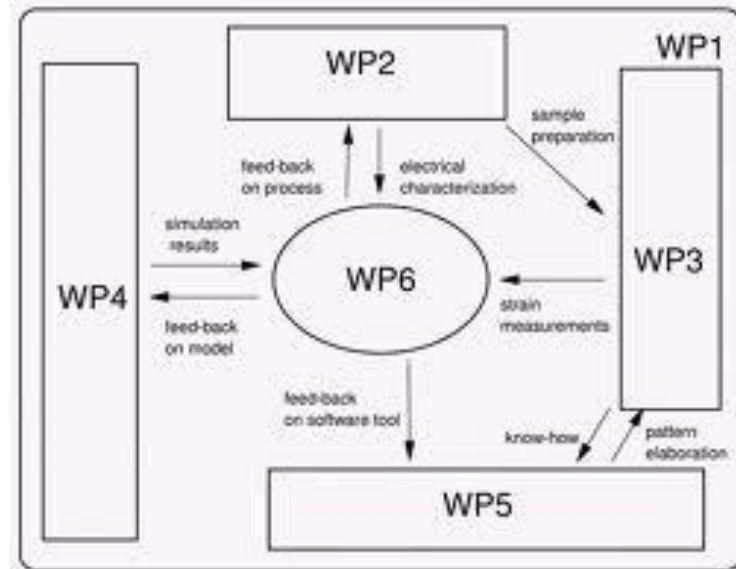 WP1
WP2
sample
preparation
feed-back
on process
electrical
characterization
simulation
results
WP6
WP3
WP4
strain
measurements
feed-back
on model
feed-back
on software tool
know-how
pattern
elaboration
WP5